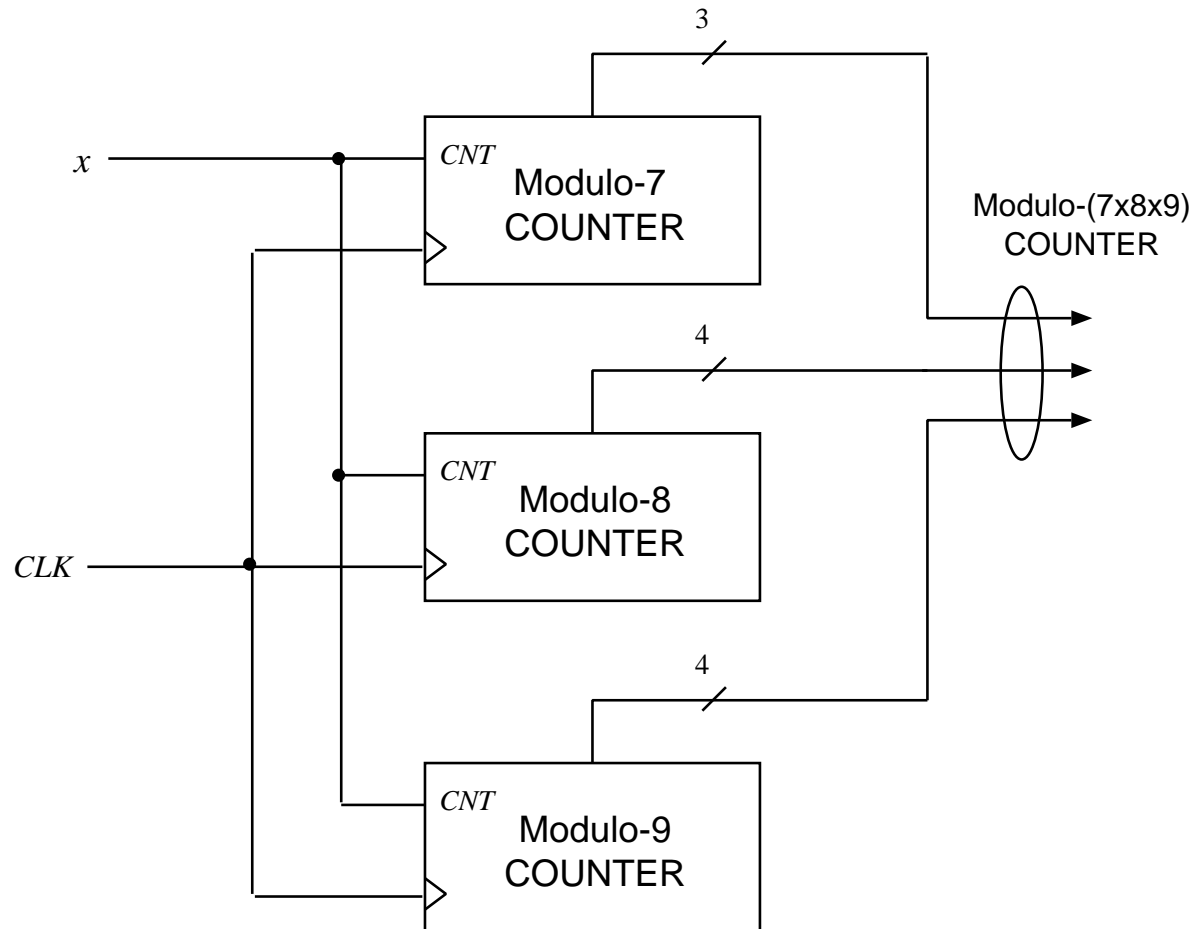 3
x
CNT
Modulo-7
COUNTER
Modulo-(7x8x9)
COUNTER
4
CNT
Modulo-8
COUNTER
CLK
4
CNT
Modulo-9
COUNTER